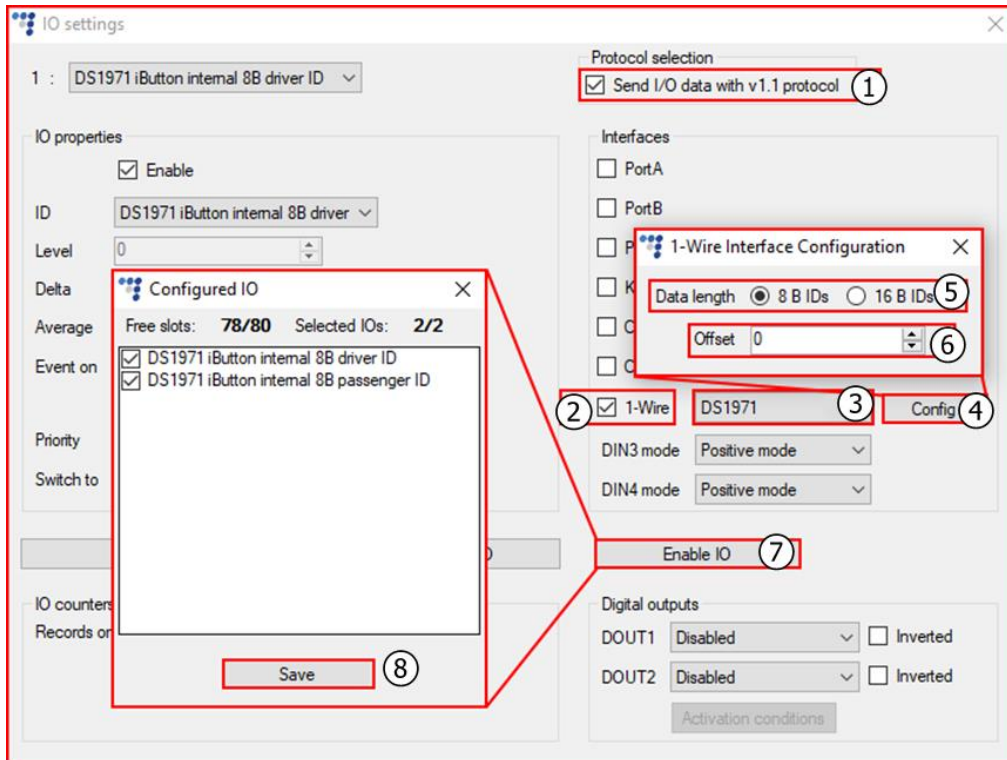 IO settings
1 : DS1971 iButton internal 8B driver ID
Protocol selection
Send I/O data with v1.1 protocol 1
IO properties
Enable
ID DS1971 iButton internal 8B driver
Level 0
Delta
Average
Event on
Priority
Switch to
Configured IO
Free slots: 78/80 Selected IOs: 2/2
DS1971 iButton internal 8B driver ID
DS1971 iButton internal 8B passenger ID
Save 8
Interfaces
PortA
PortB
P
K
C
C
1-Wire Interface Configuration
Data length 8 B IDs 16 B IDs 5
Offset 0 6
2 1-Wire DS1971 3 Config 4
DIN3 mode Positive mode
DIN4 mode Positive mode
Enable IO 7
IO counters
Records on
Digital outputs
DOUT1 Disabled Inverted
DOUT2 Disabled Inverted
Activation conditions